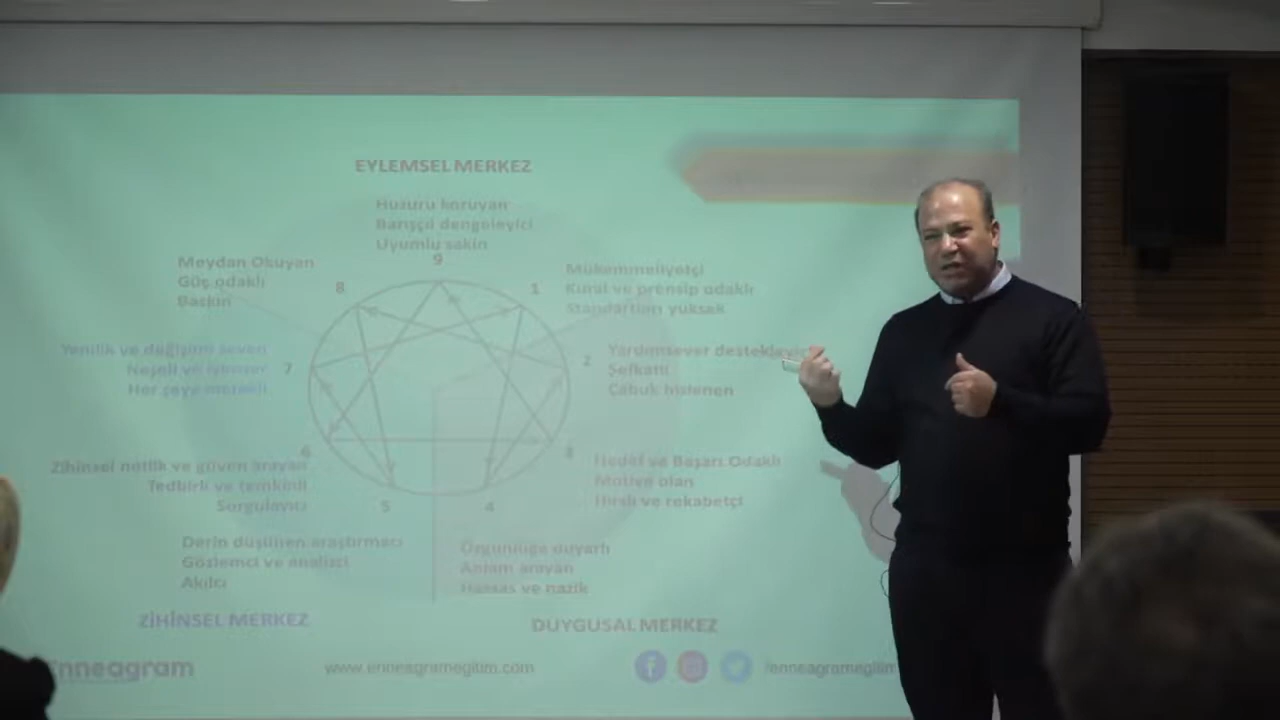 EYLEMSEL MERKEZ
Huzuru koruyan
Barışçı dengeleyici
Uyumlu sakin
9
Meydan Okuyan
Güç odaklı
Baskın
8
1
Mükemmeliyetçi
Kural ve prensip odaklı
Standartları yüksek
Yenilik ve değişimi seven
Neşeli ve iyimser
Her şeye meraklı
7
2
Yardımsever destekleyici
Şefkatli
Çabuk hislenen
6
Zihinsel netlik ve güven arayan
Tedbirli ve temkinli
Sorgulayıcı
3
Hedef ve Başarı Odaklı
Motive olan
Hırslı ve rekabetçi
5
4
Derin düşünen araştırmacı
Gözlemci ve analizci
Akılcı
Özgünlüğe duyarlı
Anlam arayan
Hassas ve nazik
ZİHİNSEL MERKEZ
DUYGUSAL MERKEZ
Enneagram
www.enneagramegitim.com
/enneagramegitim